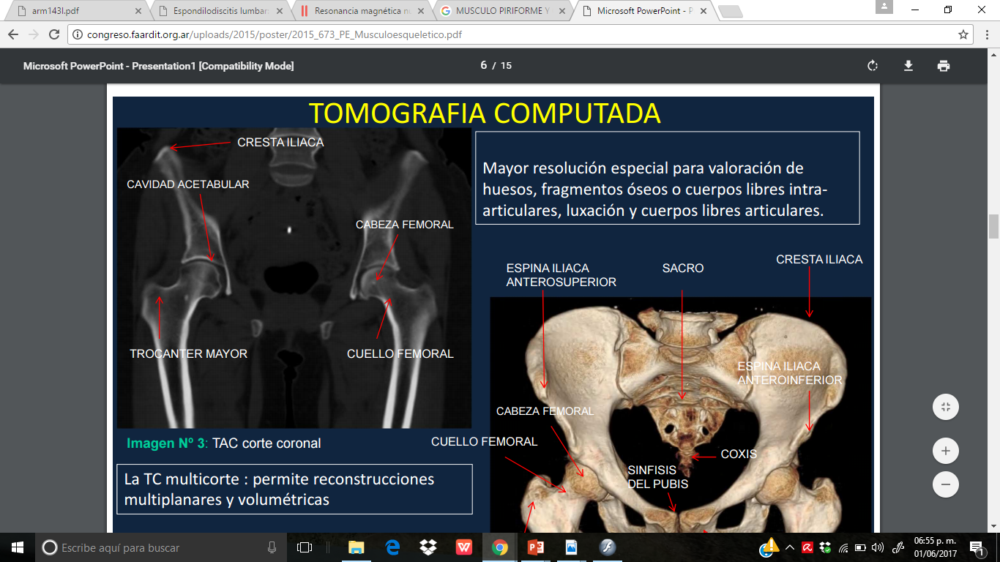 arm143l.pdf
Espondilodiscitis lumbar
Resonancia magnética nu
MUSCULO PIRIFORME Y
Microsoft PowerPoint - P
congreso.faardit.org.ar/uploads/2015/poster/2015_673_PE_Musculoesqueletico.pdf
Microsoft PowerPoint - Presentation1 [Compatibility Mode]
6 / 15
TOMOGRAFIA COMPUTADA
CRESTA ILIACA
CAVIDAD ACETABULAR
CABEZA FEMORAL
TROCANTER MAYOR
CUELLO FEMORAL
Imagen Nº 3: TAC corte coronal
La TC multicorte : permite reconstrucciones
multiplanares y volumétricas
Mayor resolución especial para valoración de
huesos, fragmentos óseos o cuerpos libres intra-
articulares, luxación y cuerpos libres articulares.
ESPINA ILIACA
ANTEROSUPERIOR
SACRO
CRESTA ILIACA
ESPINA ILIACA
ANTEROINFERIOR
CABEZA FEMORAL
CUELLO FEMORAL
COXIS
SINFISIS
DEL PUBIS
Escribe aquí para buscar
06:55 p. m.
01/06/2017
1